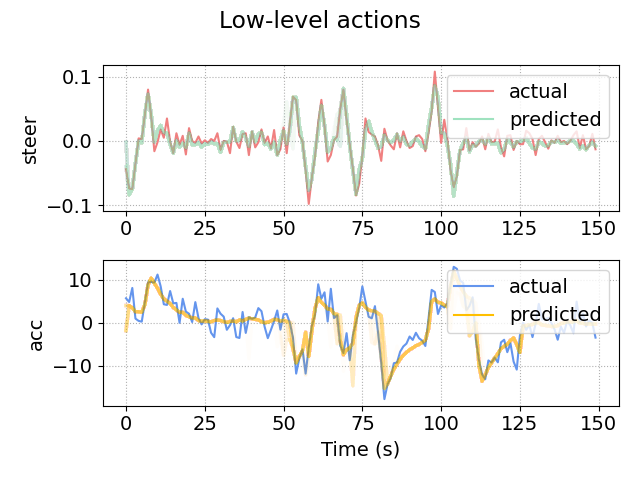 Low-level actions
steer
0.1
0.0
−0.1
actual
predicted
0 25 50 75 100 125 150
acc
10
0
−10
actual
predicted
0 25 50 75 100 125 150
Time (s)